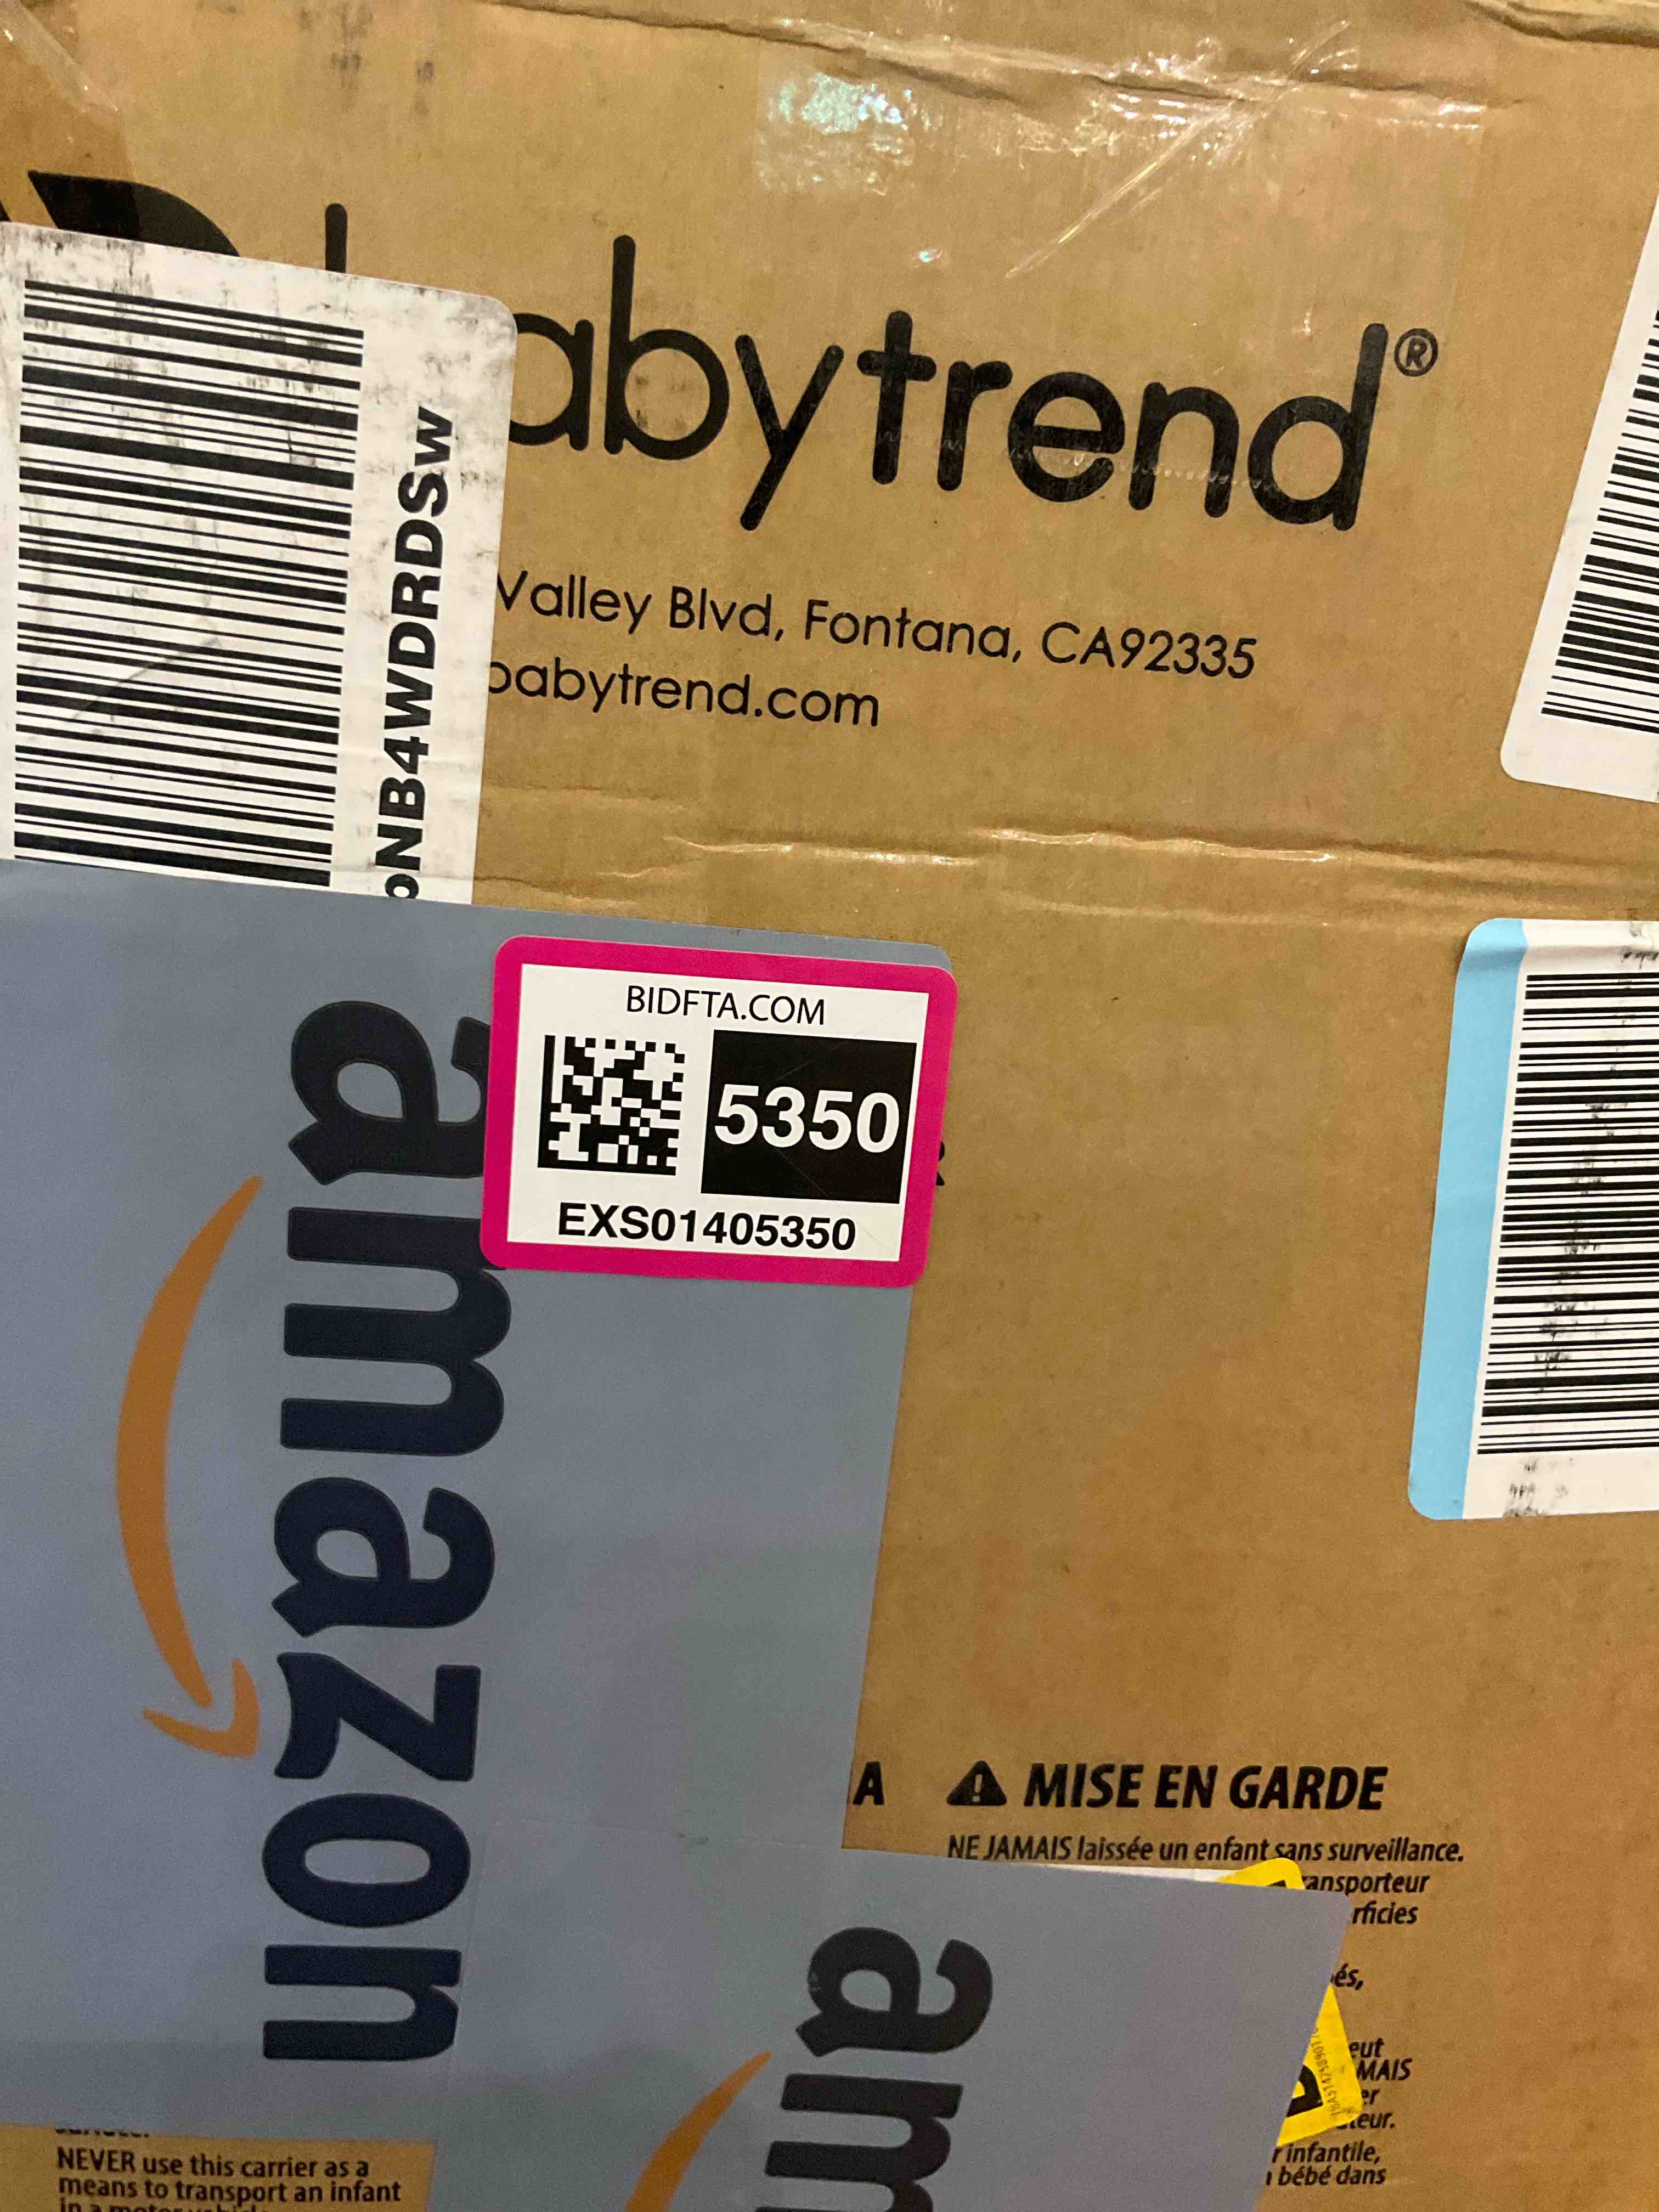 babytrend®
Valley Blvd, Fontana, CA92335
babytrend.com
NB4WDRDSw
BIDFTA.COM
5350
EXS01405350
amazon
A
MISE EN GARDE
NE JAMAIS laissée un enfant sans surveillance.
ansporteur
rficies
és,
eut
MAIS
er
teur.
r infantile,
bébé dans
am
NEVER use this carrier as a
means to transport an infant